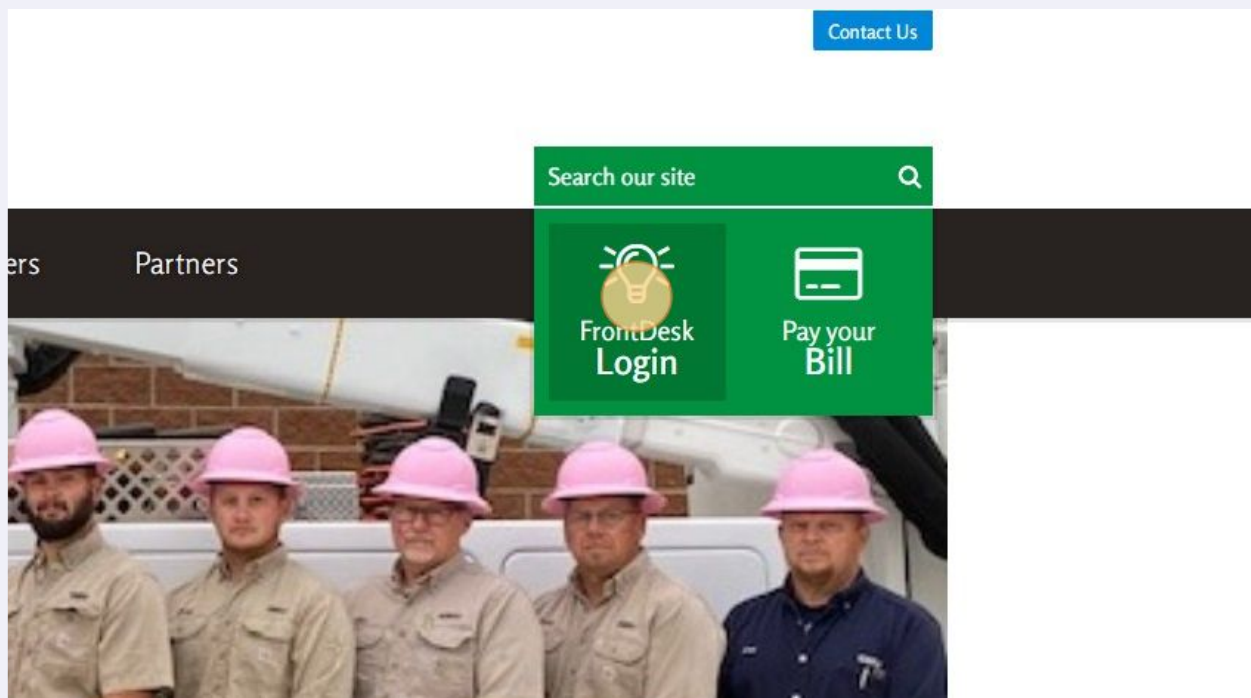 Contact Us
Search our site
ers
Partners
FrontDesk
Login
Pay your
Bill